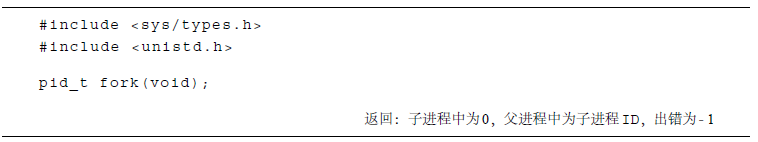 #include <sys/types.h>
#include <unistd.h>
pid_t fork(void);
返回：子进程中为0，父进程中为子进程ID，出错为-1